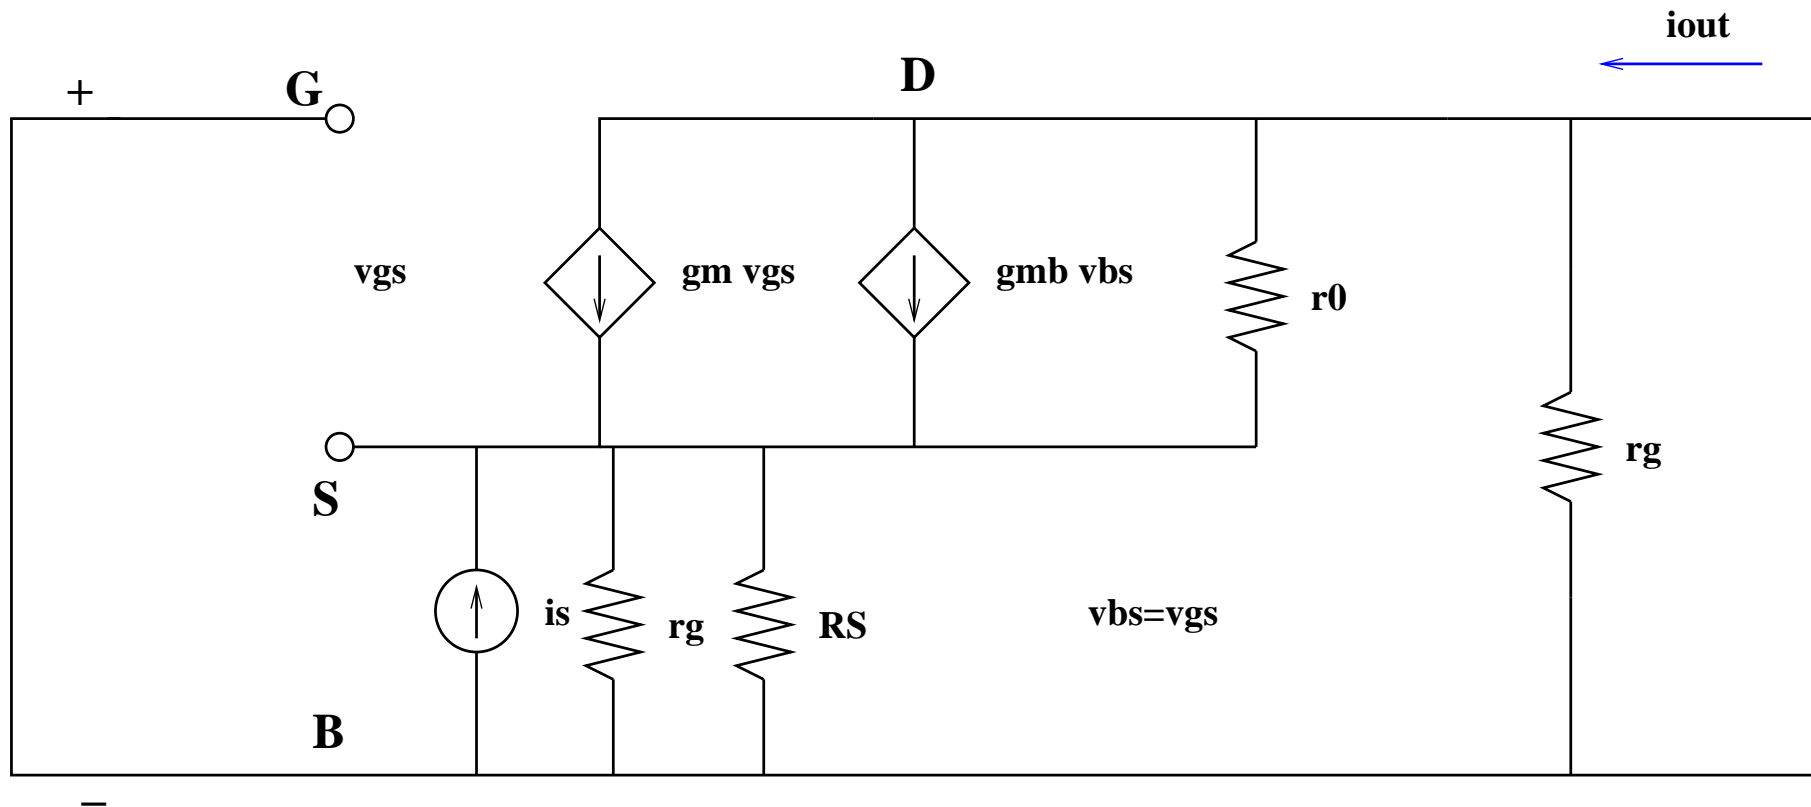 iout
D
+
G
vgs
gm vgs
gmb vbs
r0
rg
S
is
rg
RS
vbs=vgs
B
−